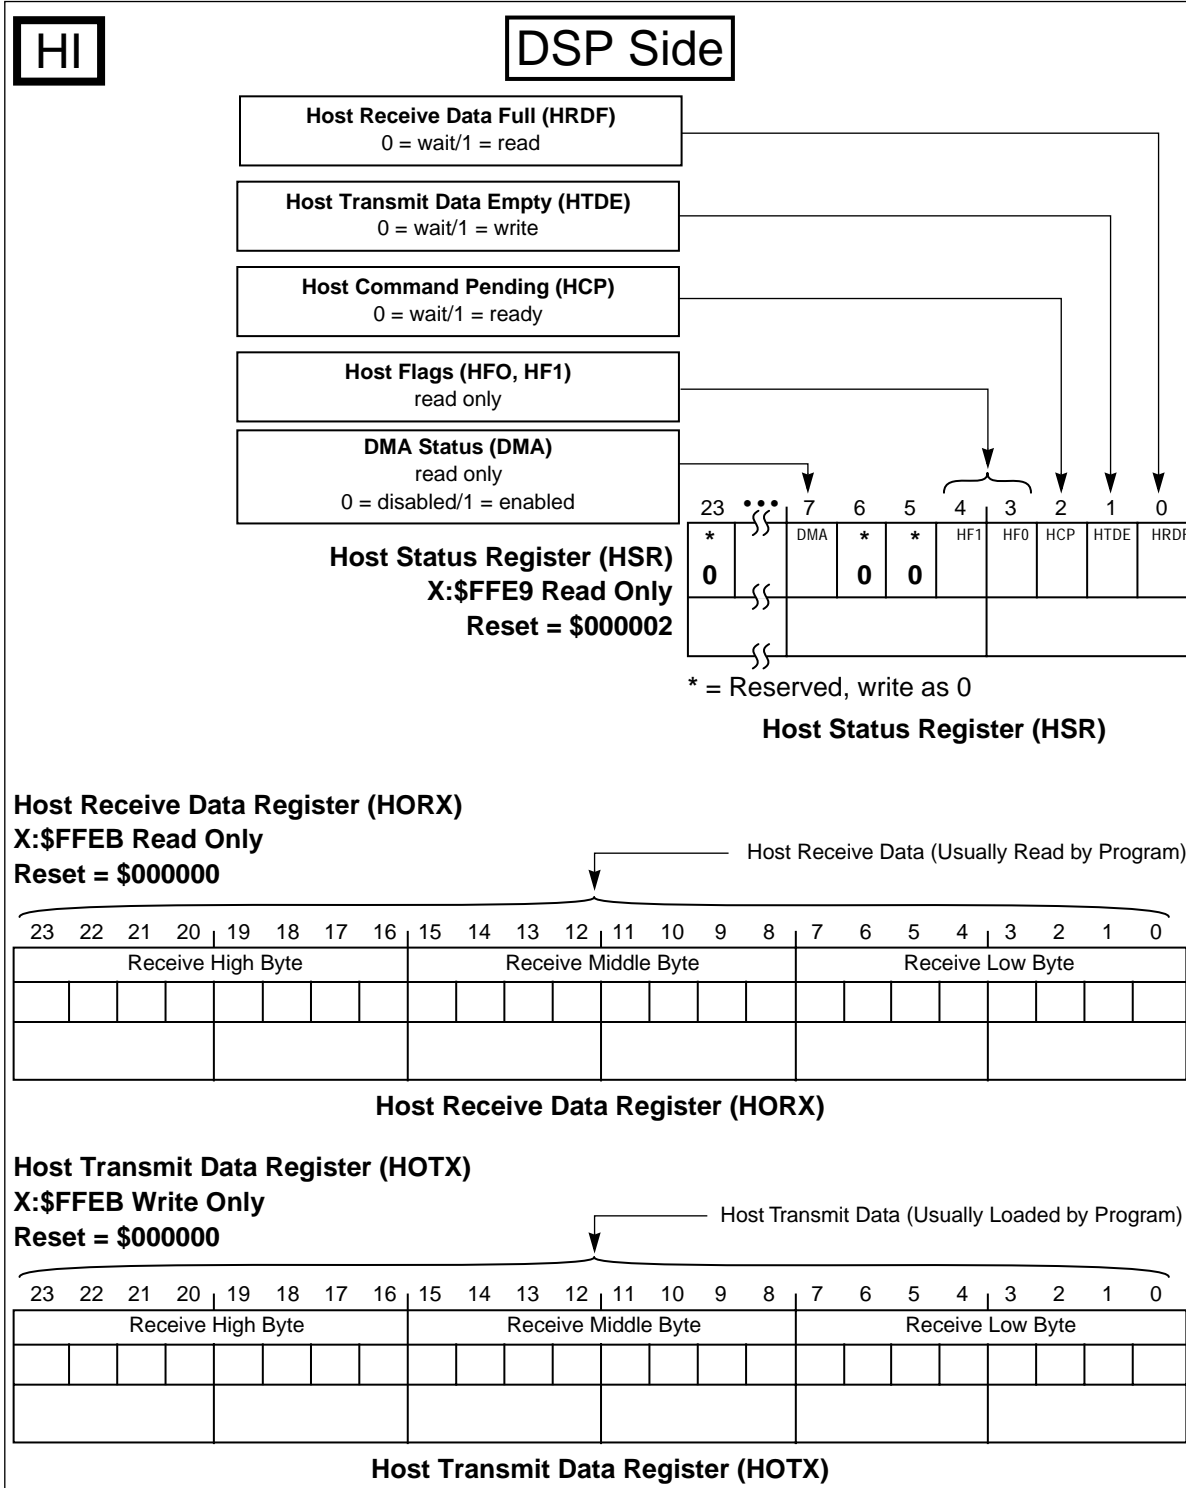 HI
DSP Side
Host Receive Data Full (HRDF)
0 = wait/1 = read
Host Transmit Data Empty (HTDE)
0 = wait/1 = write
Host Command Pending (HCP)
0 = wait/1 = ready
Host Flags (HFO, HF1)
read only
DMA Status (DMA)
read only
0 = disabled/1 = enabled
23 ••• 7 6 5 4 3 2 1 0
* DMA * * HF1 HF0 HCP HTDE HRDF
0 0 0
Host Status Register (HSR)
X:$FFE9 Read Only
Reset = $000002
* = Reserved, write as 0
Host Status Register (HSR)
Host Receive Data Register (HORX)
X:$FFEB Read Only
Reset = $000000
Host Receive Data (Usually Read by Program)
23 22 21 20 19 18 17 16 15 14 13 12 11 10 9 8 7 6 5 4 3 2 1 0
Receive High Byte Receive Middle Byte Receive Low Byte
Host Receive Data Register (HORX)
Host Transmit Data Register (HOTX)
X:$FFEB Write Only
Reset = $000000
Host Transmit Data (Usually Loaded by Program)
23 22 21 20 19 18 17 16 15 14 13 12 11 10 9 8 7 6 5 4 3 2 1 0
Receive High Byte Receive Middle Byte Receive Low Byte
Host Transmit Data Register (HOTX)